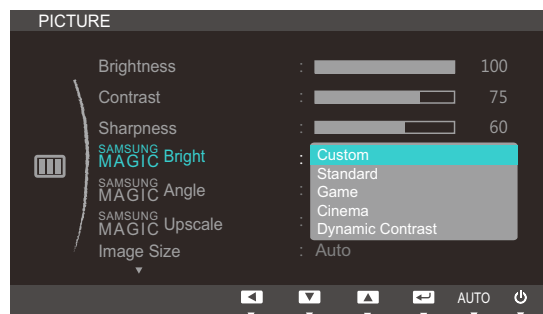 PICTURE
Brightness : 100
Contrast : 75
Sharpness : 60
SAMSUNG MAGIC Bright :
Custom
Standard
SAMSUNG MAGIC Angle :
Game
Cinema
SAMSUNG MAGIC Upscale :
Dynamic Contrast
Image Size : Auto
AUTO